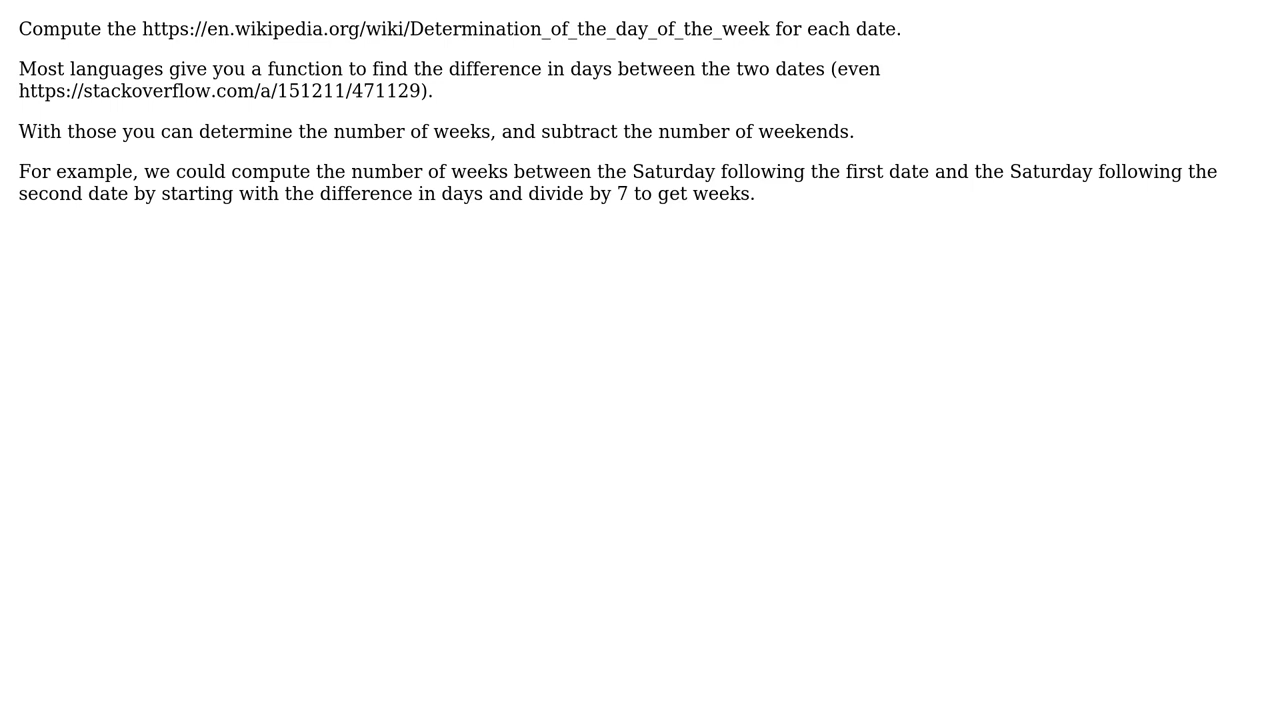 Compute the https://en.wikipedia.org/wiki/Determination_of_the_day_of_the_week for each date.
Most languages give you a function to find the difference in days between the two dates (even
https://stackoverflow.com/a/151211/471129).
With those you can determine the number of weeks, and subtract the number of weekends.
For example, we could compute the number of weeks between the Saturday following the first date and the Saturday following the
second date by starting with the difference in days and divide by 7 to get weeks.